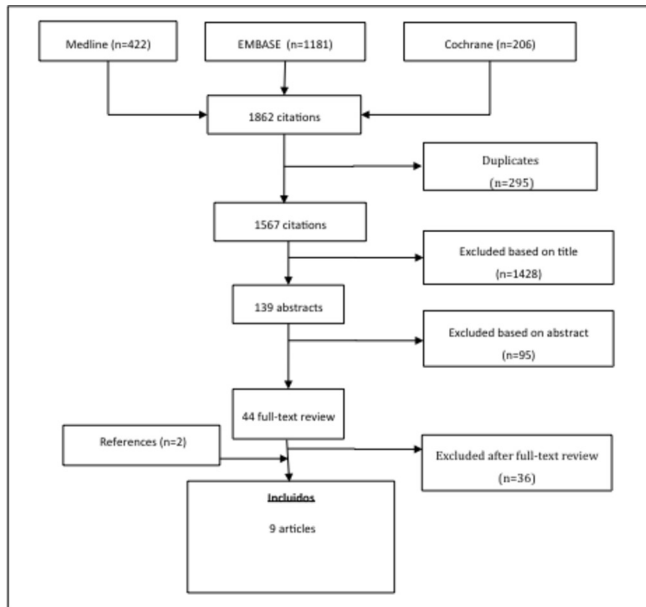 Medline (n=422)
EMBASE (n=1181)
Cochrane (n=206)
1862 citations
Duplicates
(n=295)
1567 citations
Excluded based on title
(n=1428)
139 abstracts
Excluded based on abstract
(n=95)
44 full-text review
References (n=2)
Excluded after full-text review
(n=36)
Incluidos
9 articles